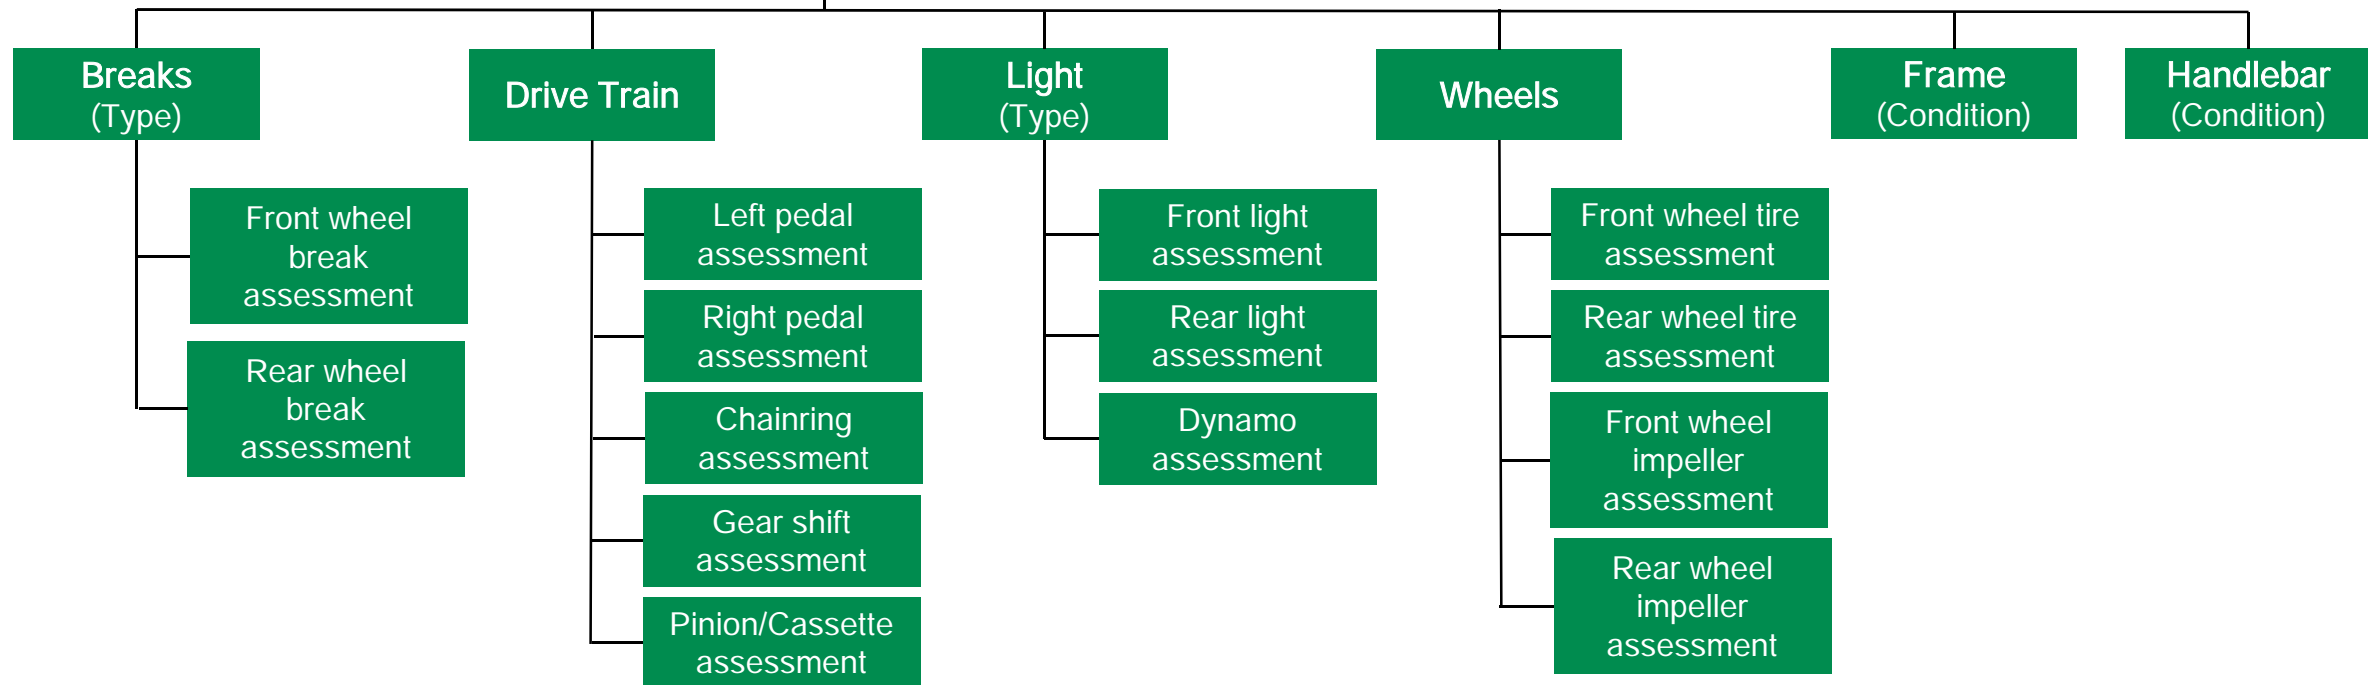 Breaks
(Type)
Drive Train
Light
(Type)
Wheels
Frame
(Condition)
Handlebar
(Condition)
Front wheel
break
assessment
Rear wheel
break
assessment
Left pedal
assessment
Right pedal
assessment
Chainring
assessment
Gear shift
assessment
Pinion/Cassette
assessment
Front light
assessment
Rear light
assessment
Dynamo
assessment
Front wheel tire
assessment
Rear wheel tire
assessment
Front wheel
impeller
assessment
Rear wheel
impeller
assessment